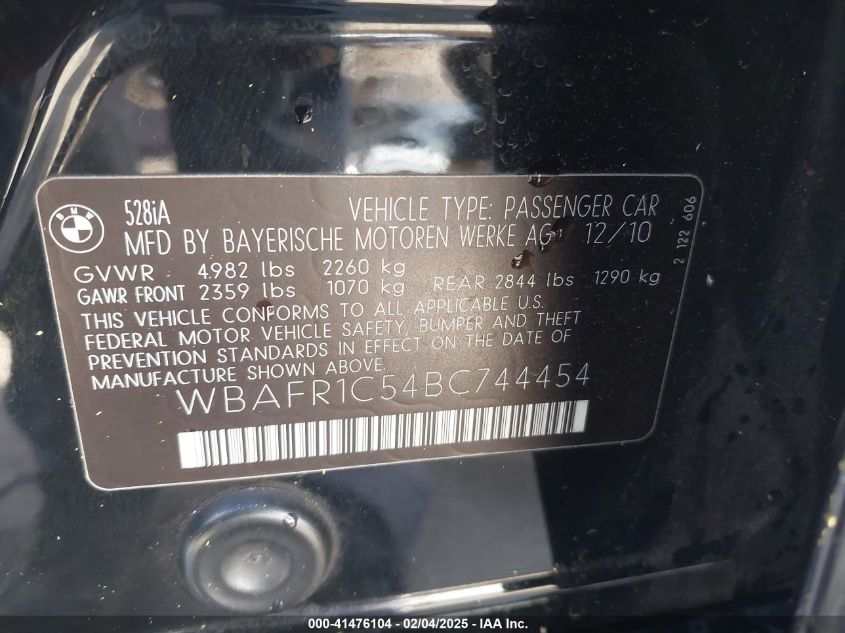 BMW
528iA VEHICLE TYPE: PASSENGER CAR
MFD BY BAYERISCHE MOTOREN WERKE AG 12/10
GVWR 4982 lbs 2260 kg
GAWR FRONT 2359 lbs 1070 kg REAR 2844 lbs 1290 kg
THIS VEHICLE CONFORMS TO ALL APPLICABLE U.S.
FEDERAL MOTOR VEHICLE SAFETY, BUMPER AND THEFT
PREVENTION STANDARDS IN EFFECT ON THE DATE OF
MANUFACTURE SHOWN ABOVE.
WBAFR1C54BC744454
2 122 606
000-41476104 - 02/04/2025 - IAA Inc.